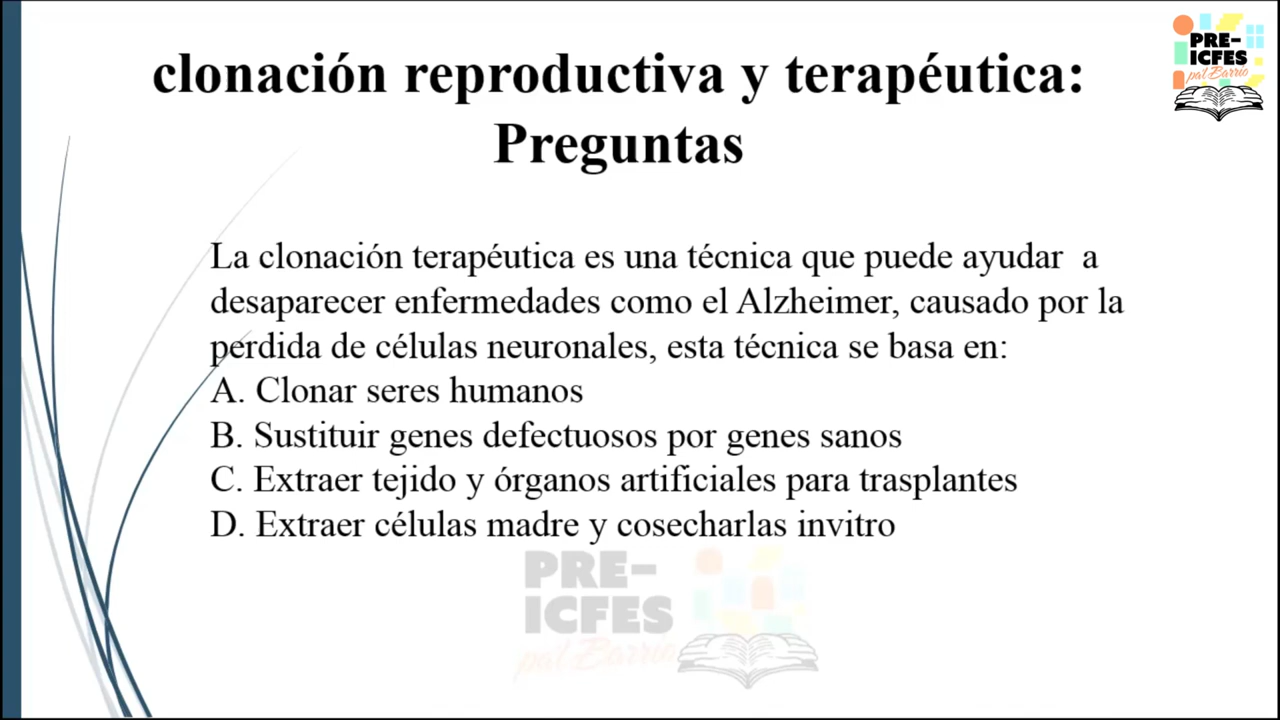 clonación reproductiva y terapéutica:
Preguntas
PRE-
ICFES
pal Barrio
La clonación terapéutica es una técnica que puede ayudar a
desaparecer enfermedades como el Alzheimer, causado por la
perdida de células neuronales, esta técnica se basa en:
A. Clonar seres humanos
B. Sustituir genes defectuosos por genes sanos
C. Extraer tejido y órganos artificiales para trasplantes
D. Extraer células madre y cosecharlas invitro
PRE-
ICFES
pal Barrio